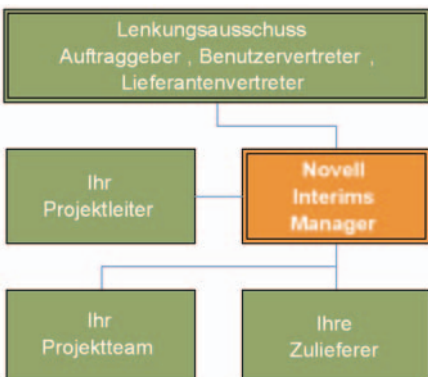 Lenkungsausschuss
Auftraggeber , Benutzervertreter ,
Lieferantenvertreter
Ihr
Projektleiter
Novell
Interims
Manager
Ihr
Projektteam
Ihre
Zulieferer